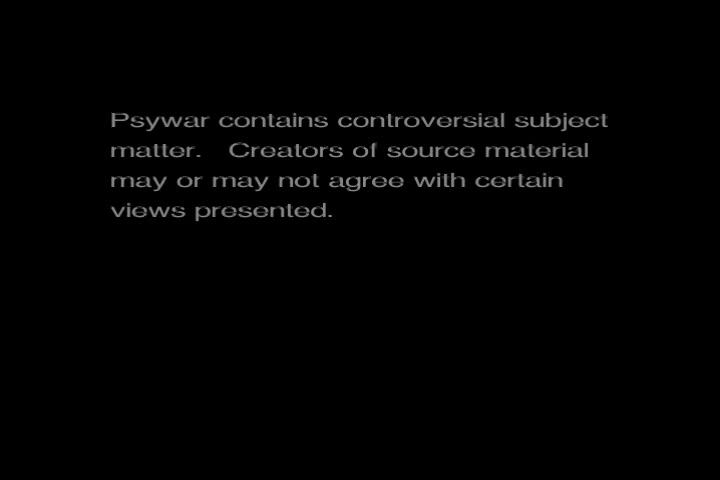 Psywar contains controversial subject
matter. Creators of source material
may or may not agree with certain
views presented.